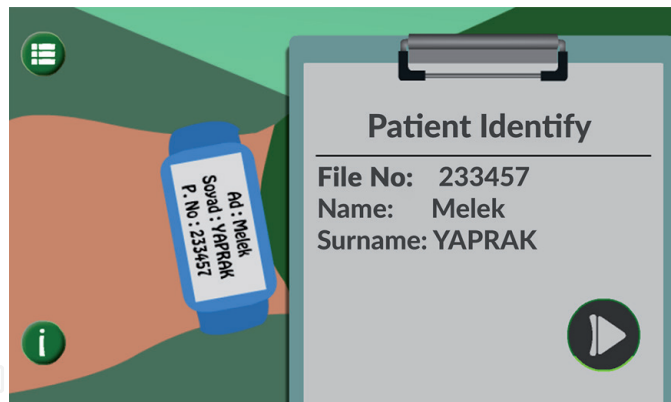 Ad : Melek
Soyad : YAPRAK
P. No : 233457
Patient Identify
File No: 233457
Name: Melek
Surname: YAPRAK
i